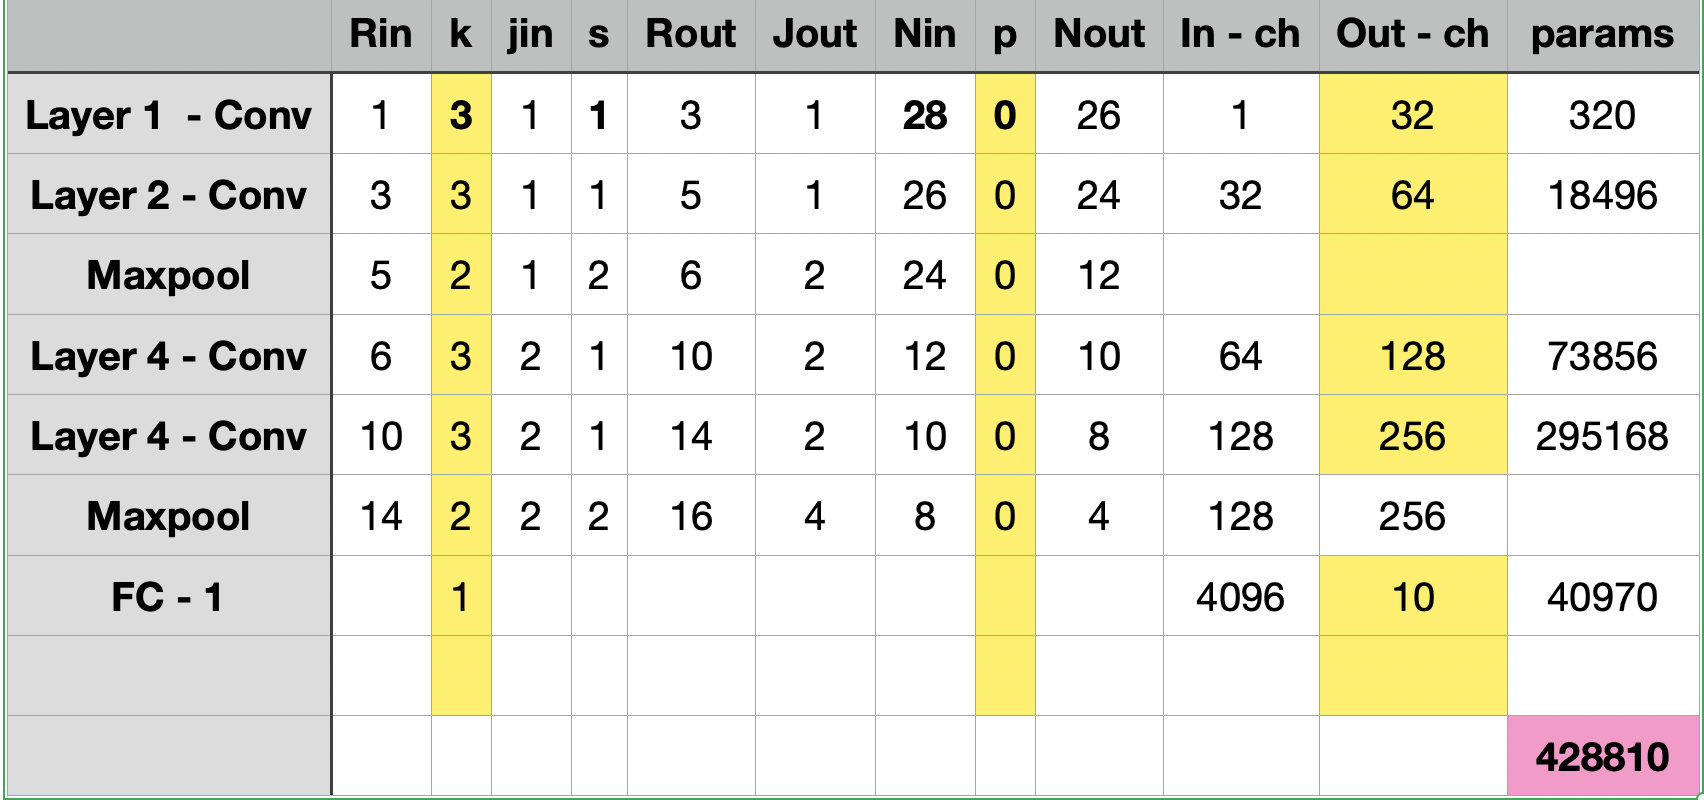 Rin k jin s Rout Jout Nin p Nout In - ch Out - ch params
Layer 1 - Conv 1 3 1 1 3 1 28 0 26 1 32 320
Layer 2 - Conv 3 3 1 1 5 1 26 0 24 32 64 18496
Maxpool 5 2 1 2 6 2 24 0 12
Layer 4 - Conv 6 3 2 1 10 2 12 0 10 64 128 73856
Layer 4 - Conv 10 3 2 1 14 2 10 0 8 128 256 295168
Maxpool 14 2 2 2 16 4 8 0 4 128 256
FC - 1 1 4096 10 40970
428810